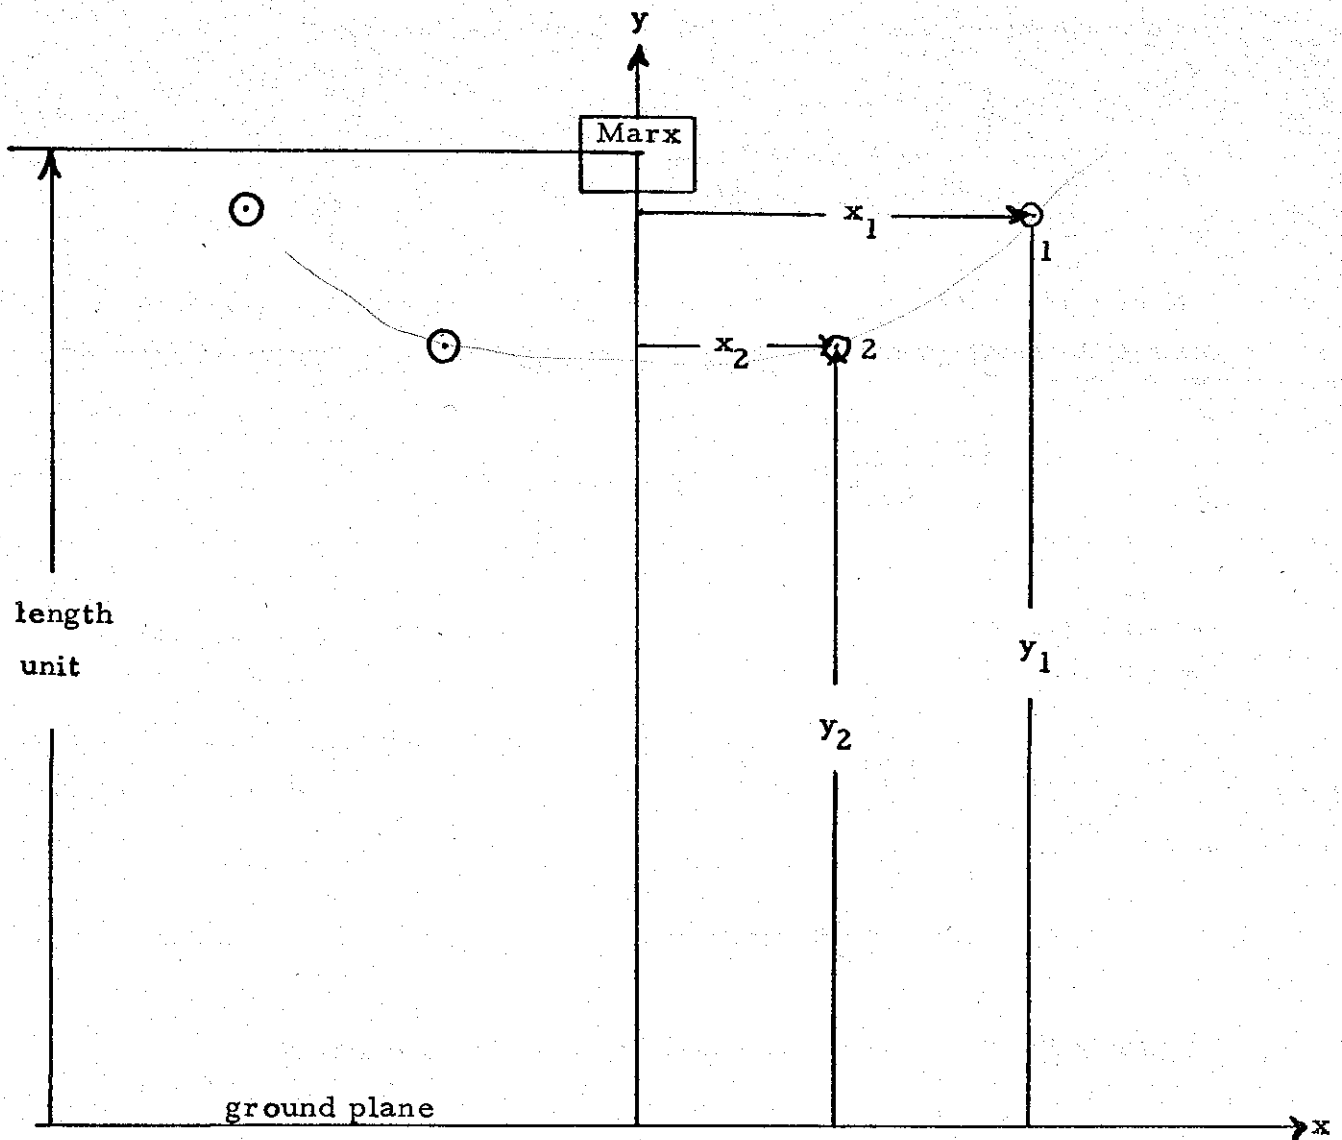 y
Marx
x₁
1
x₂
2
length
unit
y₁
y₂
ground plane
x